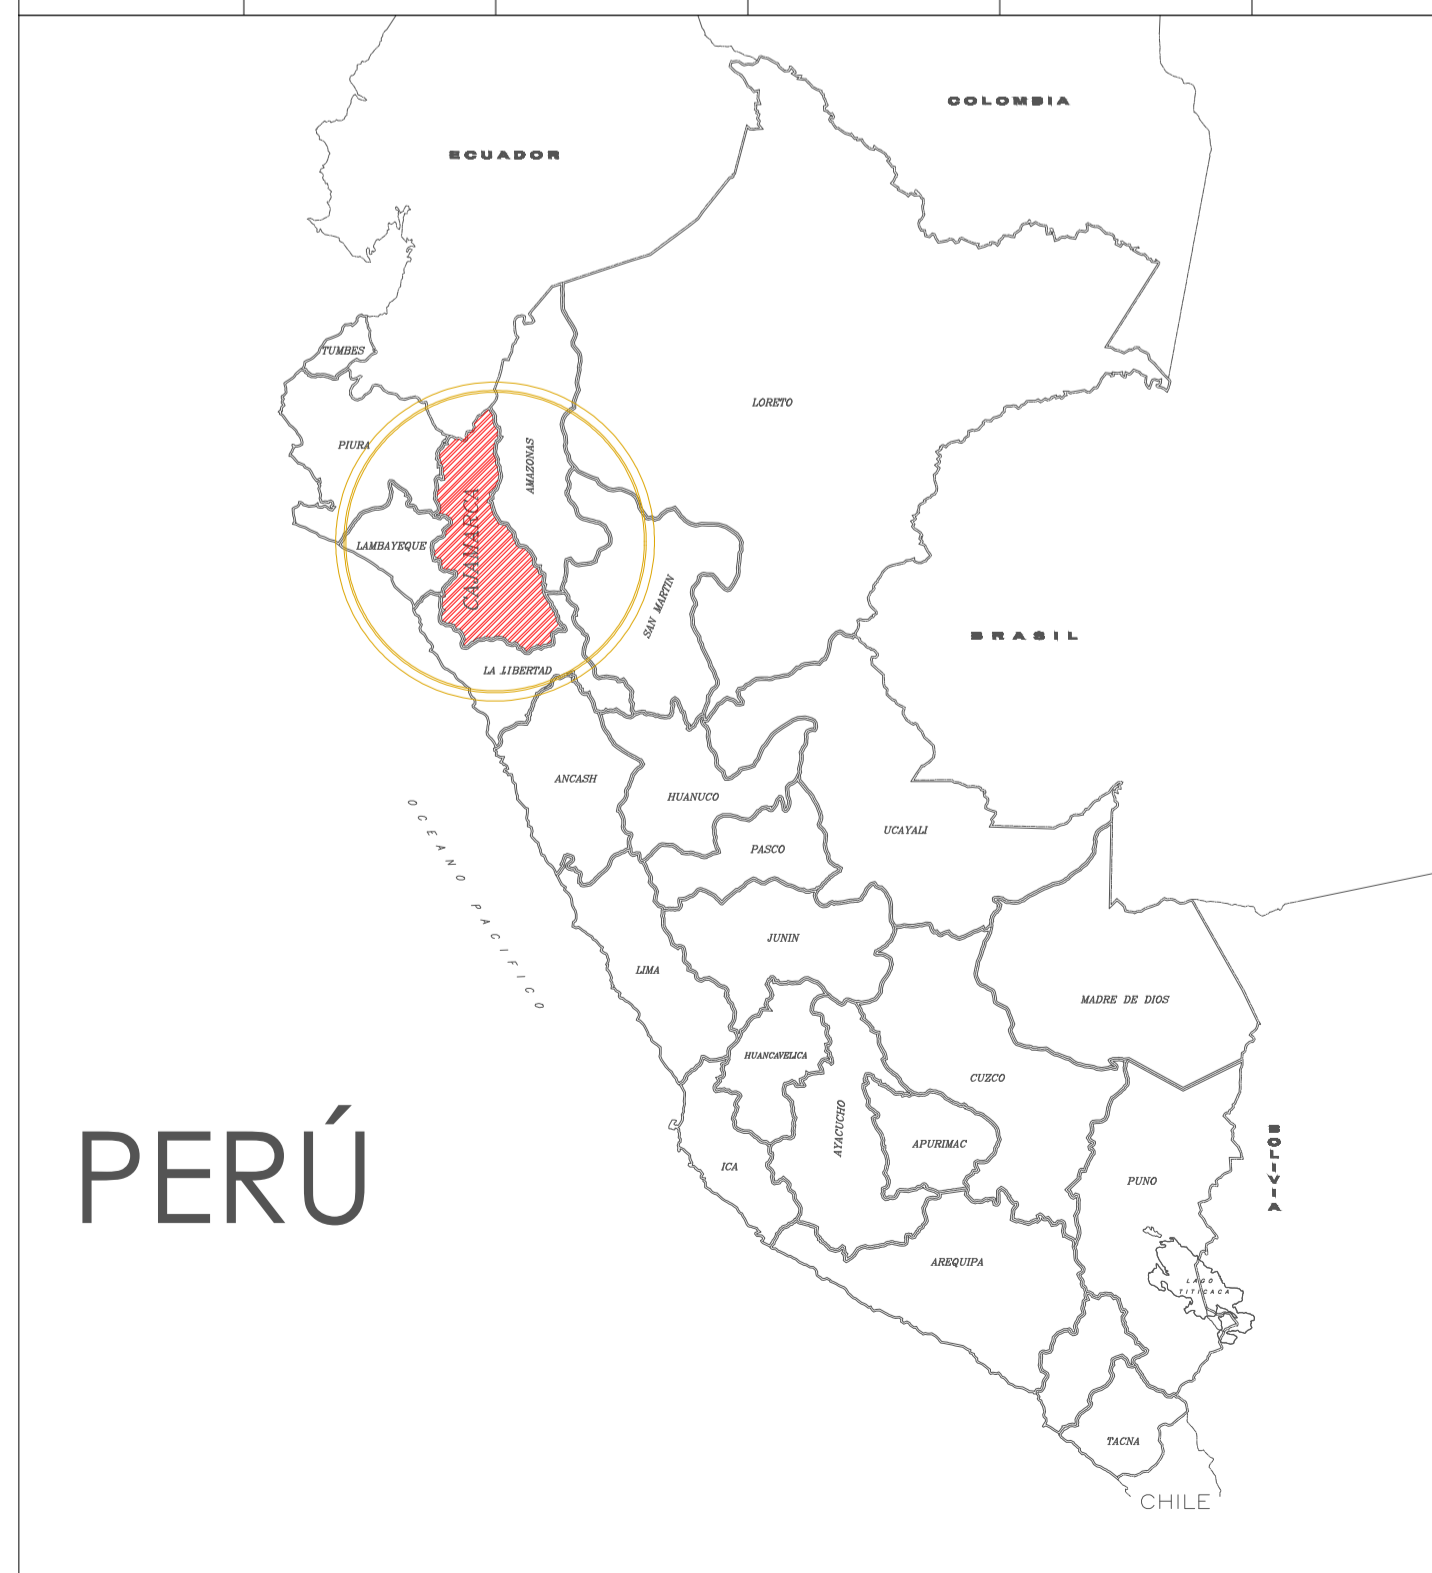 COLOMBIA
ECUADOR
TUMBES
LORETO
PIURA
AMAZONAS
CAJAMARCA
LAMBAYEQUE
SAN MARTIN
BRASIL
LA LIBERTAD
ANCASH
HUANUCO
UCAYALI
PASCO
OCEANO PACIFICO
JUNIN
LIMA
MADRE DE DIOS
HUANCAVELICA
CUZCO
AYACUCHO
APURIMAC
BOLIVIA
PERÚ
ICA
PUNO
AREQUIPA
LAGO
TITICACA
TACNA
CHILE